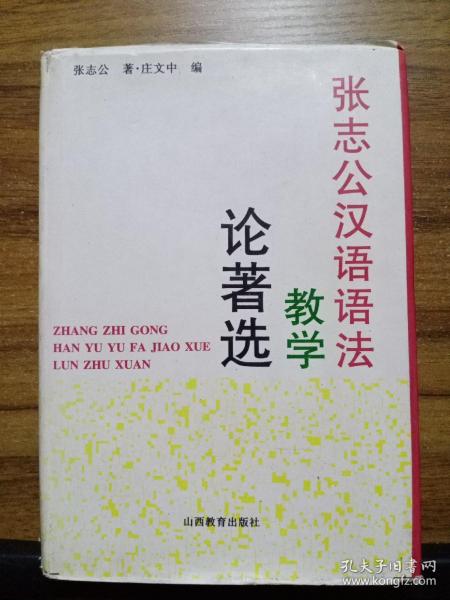 张志公 著·庄文中 编
张志公汉语语法
教学
论著选
ZHANG ZHI GONG
HAN YU YU FA JIAO XUE
LUN ZHU XUAN
山西教育出版社
孔夫子旧书网
www.kongfz.com